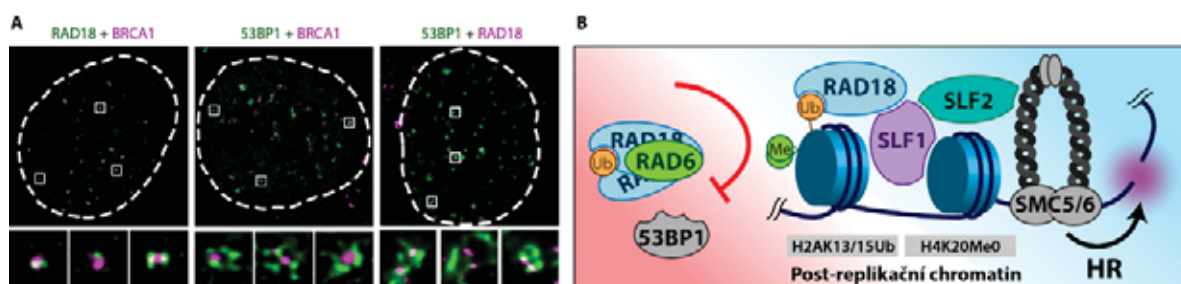 A
RAD18 + BRCA1
53BP1 + BRCA1
53BP1 + RAD18
B
RAD18
Ub
RAD6
RA
53BP1
RAD18
Ub
Me
SLF1
SLF2
SMC5/6
H2AK13/15Ub
H4K20Me0
Post-replikační chromatin
HR